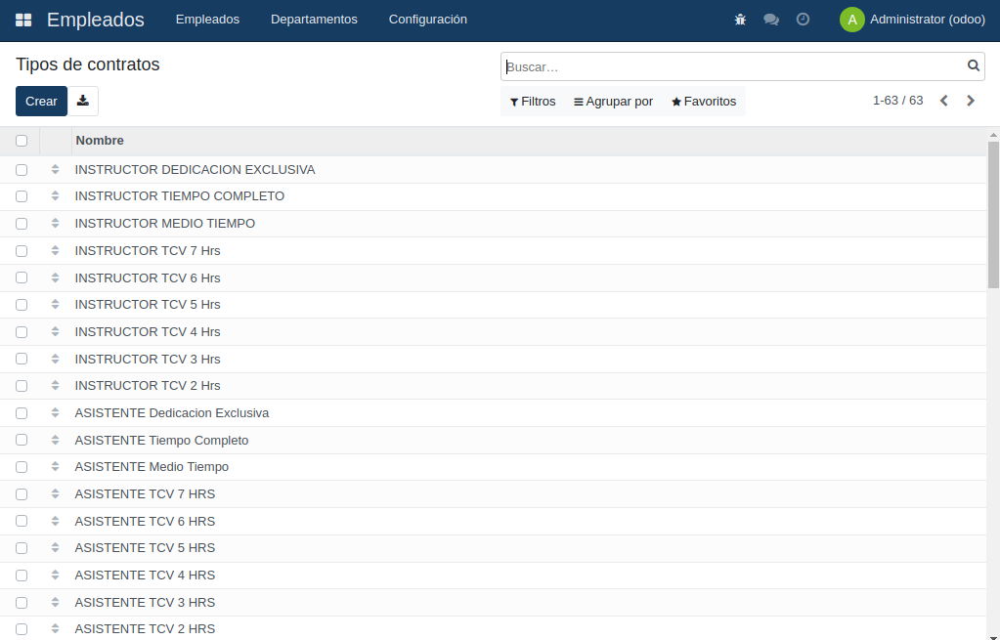 Empleados Empleados Departamentos Configuración A Administrator (odoo)
Tipos de contratos
Buscar...
Crear
Filtros Agrupar por Favoritos 1-63 / 63
Nombre
INSTRUCTOR DEDICACION EXCLUSIVA
INSTRUCTOR TIEMPO COMPLETO
INSTRUCTOR MEDIO TIEMPO
INSTRUCTOR TCV 7 Hrs
INSTRUCTOR TCV 6 Hrs
INSTRUCTOR TCV 5 Hrs
INSTRUCTOR TCV 4 Hrs
INSTRUCTOR TCV 3 Hrs
INSTRUCTOR TCV 2 Hrs
ASISTENTE Dedicacion Exclusiva
ASISTENTE Tiempo Completo
ASISTENTE Medio Tiempo
ASISTENTE TCV 7 HRS
ASISTENTE TCV 6 HRS
ASISTENTE TCV 5 HRS
ASISTENTE TCV 4 HRS
ASISTENTE TCV 3 HRS
ASISTENTE TCV 2 HRS